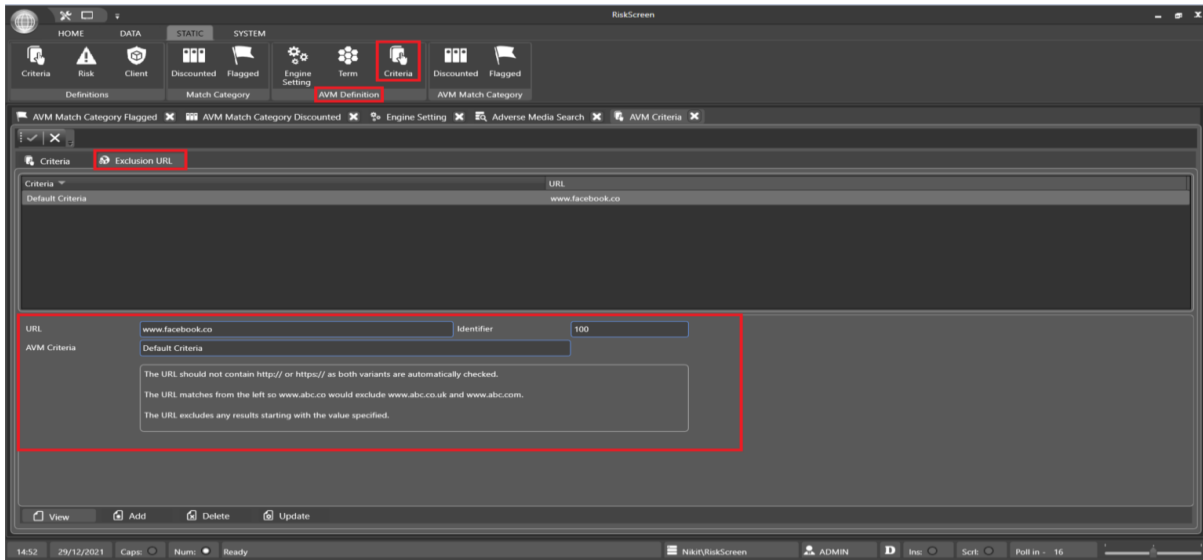 RiskScreen
HOME DATA STATIC SYSTEM
Criteria Risk Client Discounted Flagged Engine Setting Term Criteria Discounted Flagged
Definitions Match Category AVM Definition AVM Match Category
AVM Match Category Flagged AVM Match Category Discounted Engine Setting Adverse Media Search AVM Criteria
Criteria Exclusion URL
Criteria URL
Default Criteria www.facebook.co
URL www.facebook.co Identifier 100
AVM Criteria Default Criteria
The URL should not contain http:// or https:// as both variants are automatically checked.
The URL matches from the left so www.abc.co would exclude www.abc.co.uk and www.abc.com.
The URL excludes any results starting with the value specified.
View Add Delete Update
14:52 29/12/2021 Caps: Num: Ready Nikit\RiskScreen ADMIN D Ins: Scrl: Poll in - 16